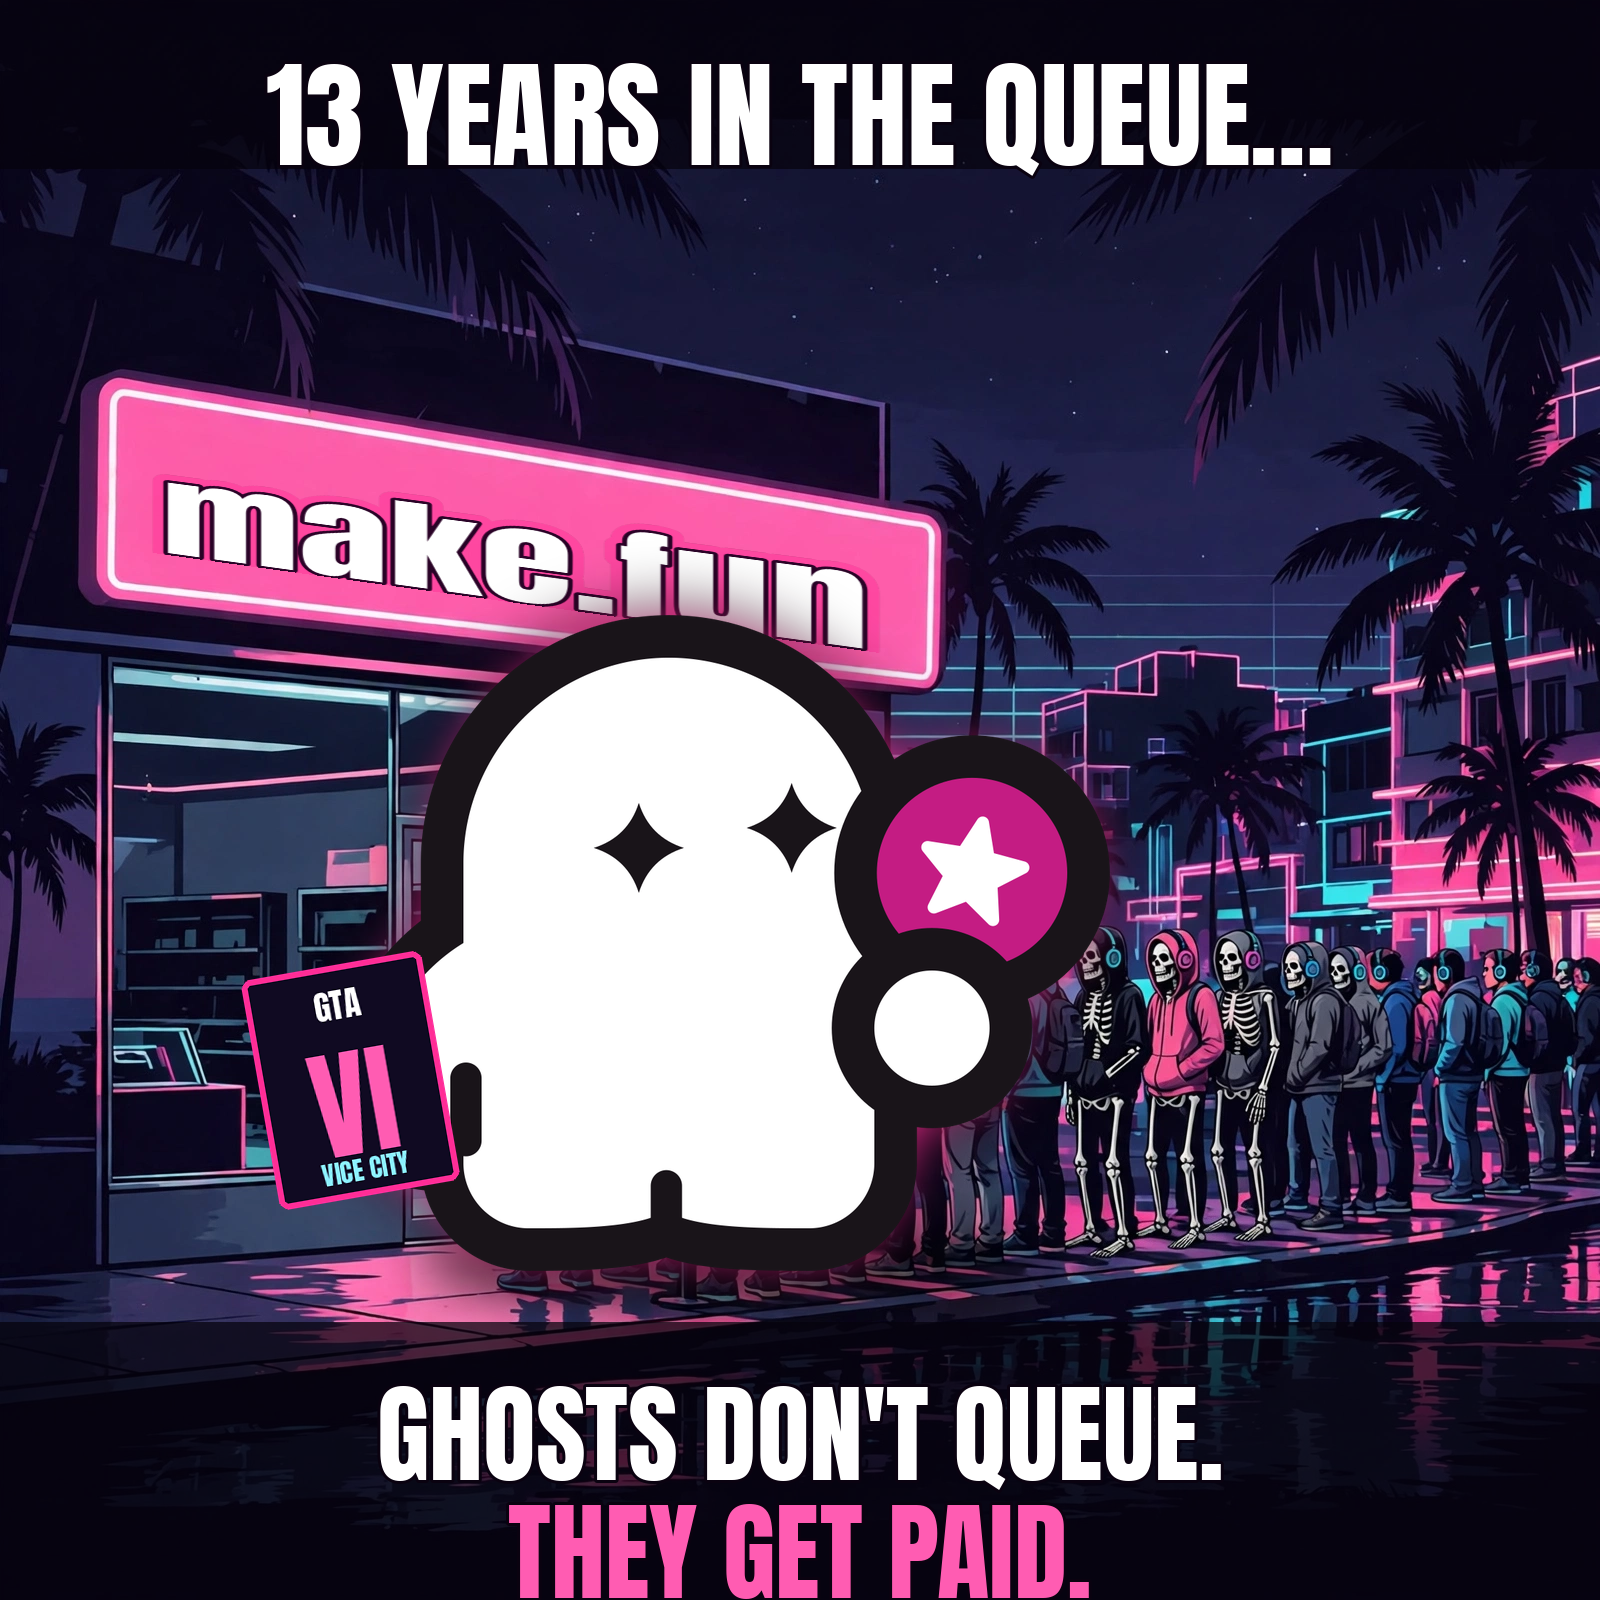 13 YEARS IN THE QUEUE...
make.fun
GTA
VI
VICE CITY
GHOSTS DON'T QUEUE.
THEY GET PAID.